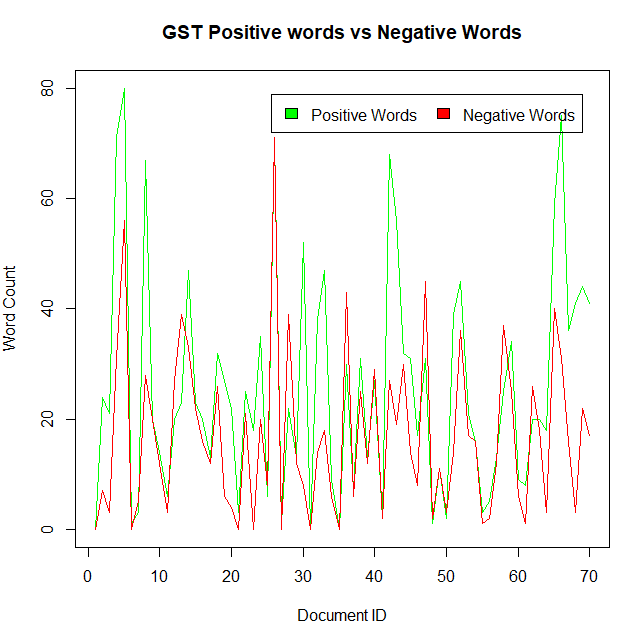 GST Positive words vs Negative Words
Positive Words Negative Words
80
60
40
20
0
Word Count
0 10 20 30 40 50 60 70
Document ID